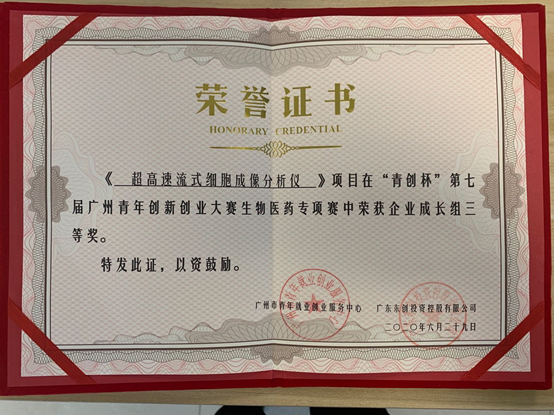 荣誉证书
HONORARY CREDENTIAL
《 超高速流式细胞成像分析仪 》项目在“青创杯”第七
届广州青年创新创业大赛生物医药专项赛中荣获企业成长组三
等奖。
特发此证，以资鼓励。
广州市青年就业创业服务中心 广东东创投资控股有限公司
二〇二〇年六月二十九日